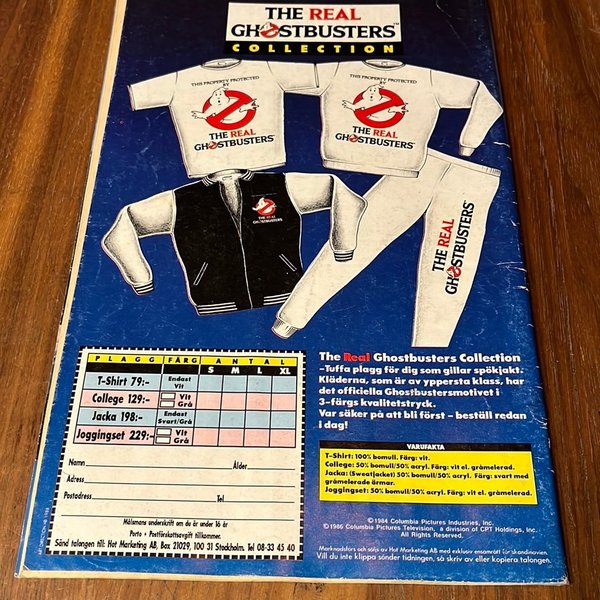 THE REAL
GHOSTBUSTERS™
COLLECTION
THIS PROPERTY PROTECTED
BY
THE REAL
GHOSTBUSTERS
THIS PROPERTY PROTECTED
BY
THE REAL
GHOSTBUSTERS
THE REAL
GHOSTBUSTERS
THE REAL
GHOSTBUSTERS
PLAGG FÄRG ANTAL
S M L XL
T-Shirt 79:- Endast
Vit
College 129:- Vit
Grå
Jacka 198:- Endast
Svart/Grå
Joggingset 229:- Vit
Grå
Namn Ålder
Adress
Postadress Tel
Målsmans underskrift om du är under 16 år
Porto + Postförskottsavgift tillkommer.
Sänd talongen till: Hot Marketing AB, Box 21029, 100 31 Stockholm. Tel 08-33 45 40
The Real Ghostbusters Collection
–Tuffa plagg för dig som gillar spökjakt.
Kläderna, som är av yppersta klass, har
det officiella Ghostbustersmotivet i
3-färgs kvalitetstryck.
Var säker på att bli först – beställ redan
i dag!
VARUFAKTA
T-Shirt: 100% bomull. Färg: vit.
College: 50% bomull/50% acryl. Färg: vit el. gråmelerad.
Jacka: (Sweatjacket) 50% bomull/50% acryl. Färg: svart med
gråmelerade ärmar.
Joggingset: 50% bomull/50% acryl. Färg: vit el. gråmelerad.
©1984 Columbia Pictures Industries, Inc.
©1986 Columbia Pictures Television, a division of CPT Holdings, Inc.
All Rights Reserved.
Marknadsförs och säljs av Hot Marketing AB med exklusiv ensamrätt för skandinavien.
Vill du inte klippa sönder tidningen, så skriv av eller kopiera talongen.